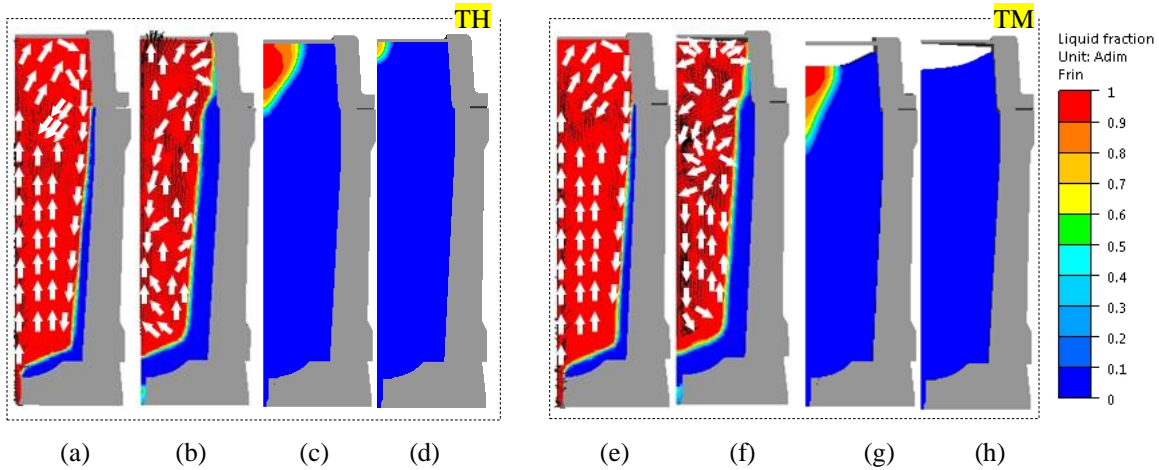 TH
TM
Liquid fraction
Unit: Adim
Frin
1
0.9
0.8
0.7
0.6
0.5
0.4
0.3
0.2
0.1
0
(a) (b) (c) (d) (e) (f) (g) (h)